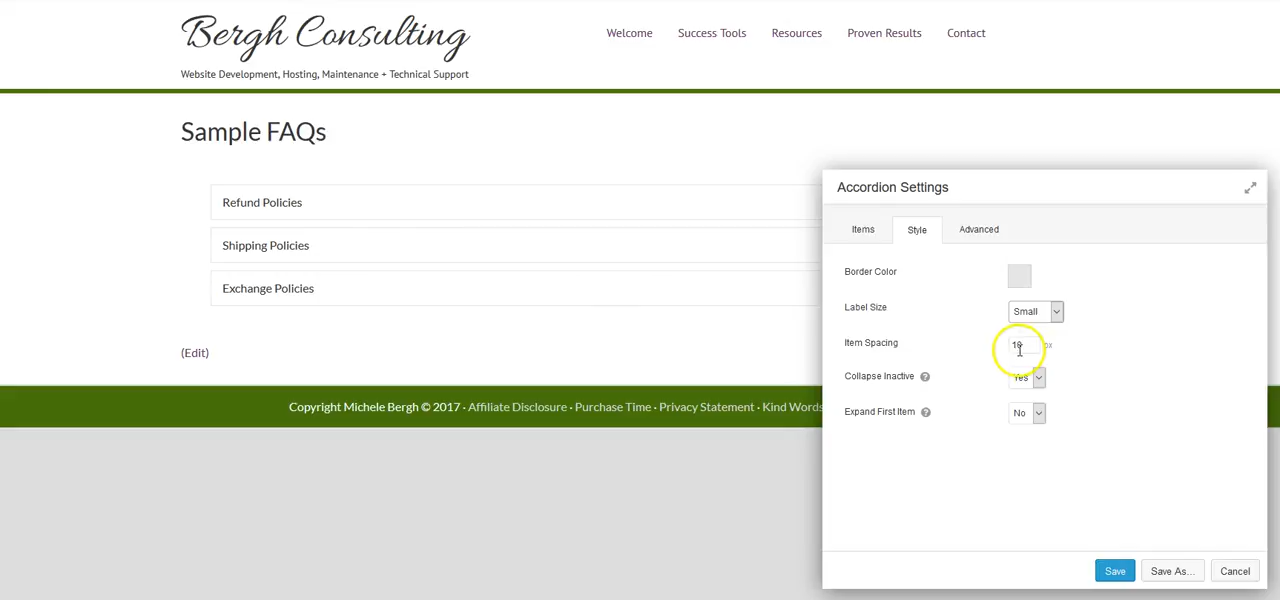 Bergh Consulting
Website Development, Hosting, Maintenance + Technical Support
Welcome Success Tools Resources Proven Results Contact
Sample FAQs
Refund Policies
Shipping Policies
Exchange Policies
(Edit)
Copyright Michele Bergh © 2017 · Affiliate Disclosure · Purchase Time · Privacy Statement · Kind Words
Accordion Settings
Items Style Advanced
Border Color
Label Size Small
Item Spacing px
Collapse Inactive ? Yes
Expand First Item ? No
Save Save As... Cancel